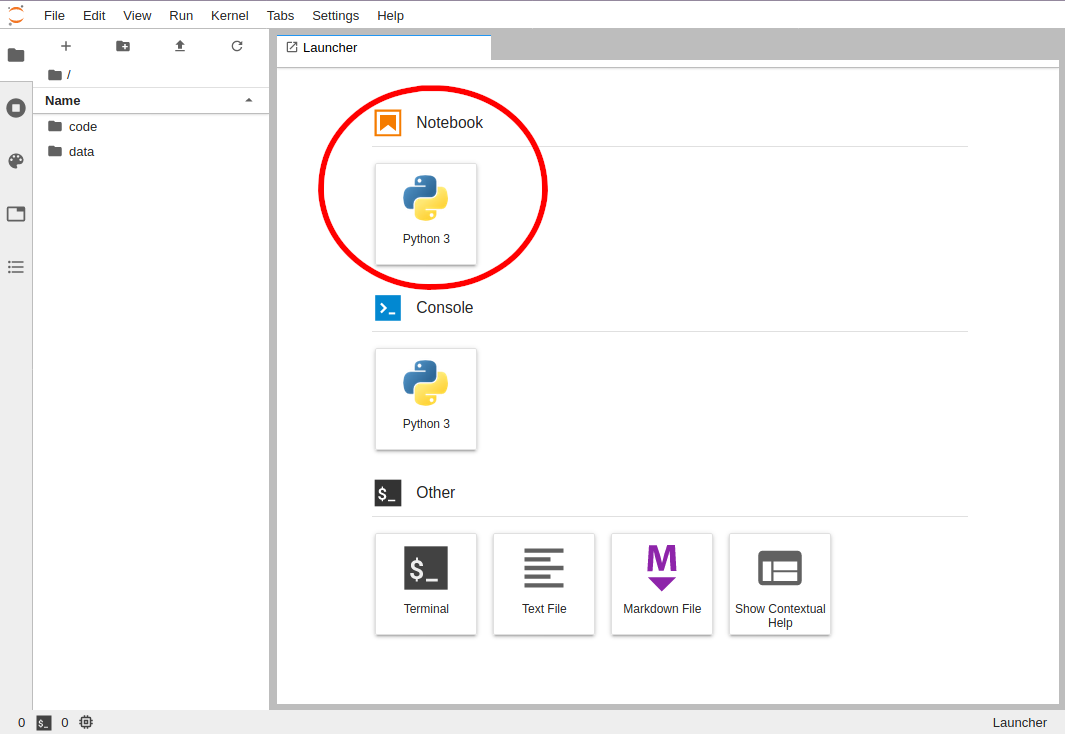 File Edit View Run Kernel Tabs Settings Help
Launcher
/
Name
code
data
Notebook
Python 3
Console
Python 3
$_ Other
$_
Terminal
Text File
M
Markdown File
Show Contextual
Help
0 $_ 0
Launcher